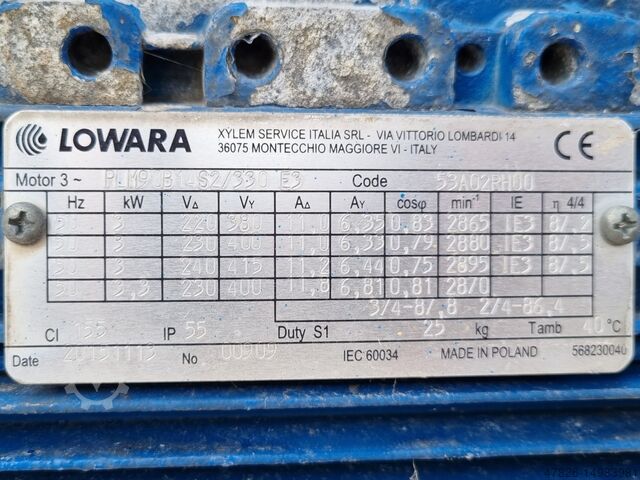 LOWARA XYLEM SERVICE ITALIA SRL - VIA VITTORIO LOMBARDI 14
36075 MONTECCHIO MAGGIORE VI - ITALY CE
Motor 3 ~ B14S2/330 E3 Code 53A02RH00
Hz kW VΔ VY AΔ AY cosφ min⁻¹ IE η 4/4
3 220 380 11,0 6,35 0,83 2865 IE3 87,2
3 230 400 11,0 6,33 0,79 2880 IE3 87,5
50 3 240 415 11,2 6,44 0,75 2895 IE3 87,5
3,3 230 400 11,8 6,81 0,81 2870
3/4-87,8 2/4-86,4
Cl 155 IP 55 Duty S1 25 kg Tamb 40 °C
Date 20151113 No 00909 IEC 60034 MADE IN POLAND 568230040